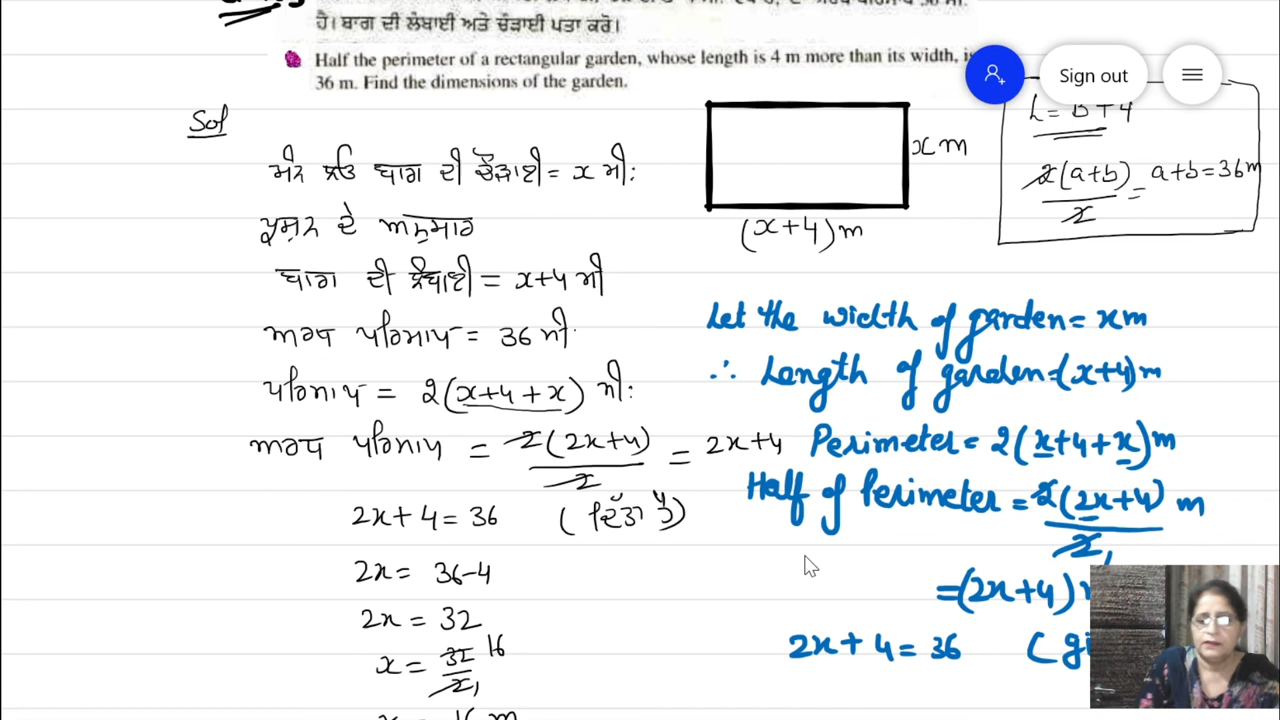 ਹੈ। ਬਾਗ ਦੀ ਲੰਬਾਈ ਅਤੇ ਚੌੜਾਈ ਪਤਾ ਕਰੋ।
Half the perimeter of a rectangular garden, whose length is 4 m more than its width, i
36 m. Find the dimensions of the garden.
Sign out
L = B + 4
2(a+b)/2 = a+b = 36m
Sol
x m
(x+4) m
ਮੰਨ ਲਓ ਬਾਗ ਦੀ ਚੌੜਾਈ = x ਮੀ:
ਪ੍ਰਸ਼ਨ ਦੇ ਅਨੁਸਾਰ
ਬਾਗ ਦੀ ਲੰਬਾਈ = x+4 ਮੀ
ਅਰਧ ਪਰਿਮਾਪ = 36 ਮੀ.
ਪਰਿਮਾਪ = 2(x+4+x) ਮੀ:
ਅਰਧ ਪਰਿਮਾਪ = 2(2x+4)/2 = 2x+4
2x+4 = 36 (ਦਿੱਤਾ ਹੈ)
2x = 36-4
2x = 32
x = 32/2 16 1
x = 16 m
Let the width of garden = x m
∴ Length of garden = (x+4) m
Perimeter = 2(x+4+x) m
Half of Perimeter = 2(2x+4)/2 m
1
= (2x+4)
2x + 4 = 36 (gi